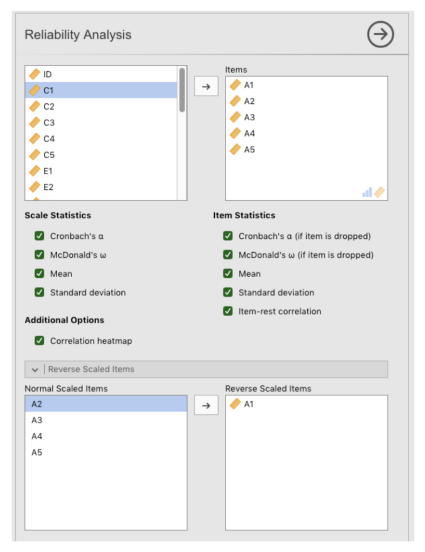 Reliability Analysis
ID
C1
C2
C3
C4
C5
E1
E2
Items
A1
A2
A3
A4
A5
Scale Statistics
Cronbach's α
McDonald's ω
Mean
Standard deviation
Additional Options
Correlation heatmap
Item Statistics
Cronbach's α (if item is dropped)
McDonald's ω (if item is dropped)
Mean
Standard deviation
Item-rest correlation
Reverse Scaled Items
Normal Scaled Items
A2
A3
A4
A5
Reverse Scaled Items
A1